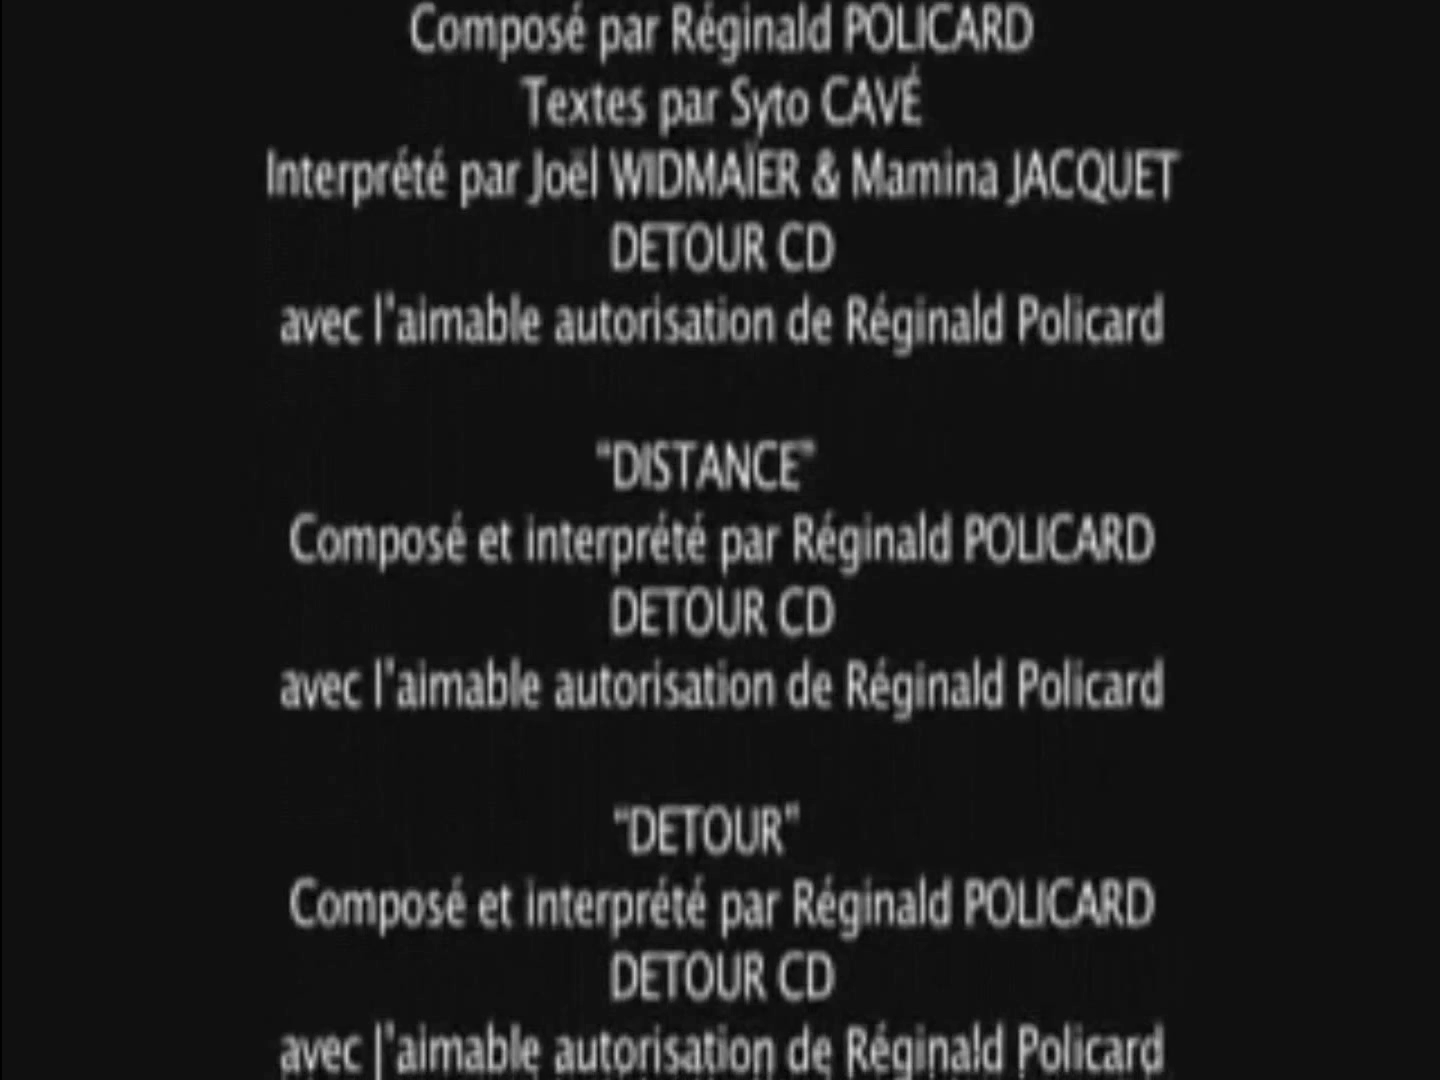 Composé par Réginald POLICARD
Textes par Syto CAVÉ
Interprété par Joël WIDMAÏER & Mamina JACQUET
DETOUR CD
avec l'aimable autorisation de Réginald Policard
"DISTANCE"
Composé et interprété par Réginald POLICARD
DETOUR CD
avec l'aimable autorisation de Réginald Policard
"DETOUR"
Composé et interprété par Réginald POLICARD
DETOUR CD
avec l'aimable autorisation de Réginald Policard